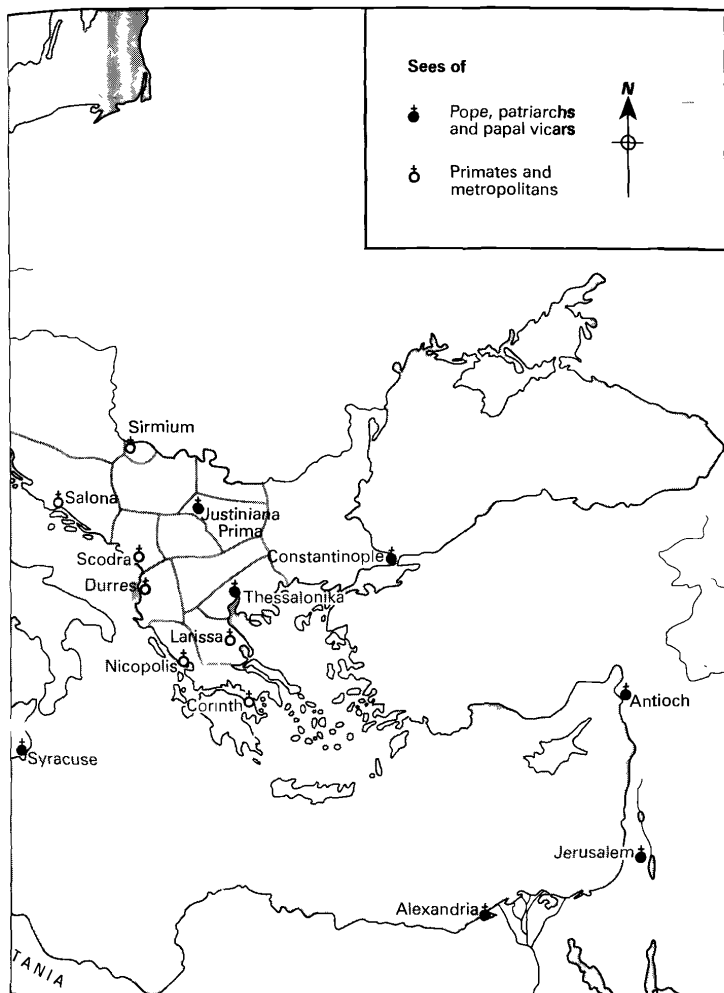 Sees of
N
Pope, patriarchs
and papal vicars
Primates and
metropolitans
Sirmium
Salona
Justiniana
Prima
Scodra
Constantinople
Durres
Thessalonika
Larissa
Nicopolis
Corinth
Antioch
Syracuse
Jerusalem
Alexandria
TANIA